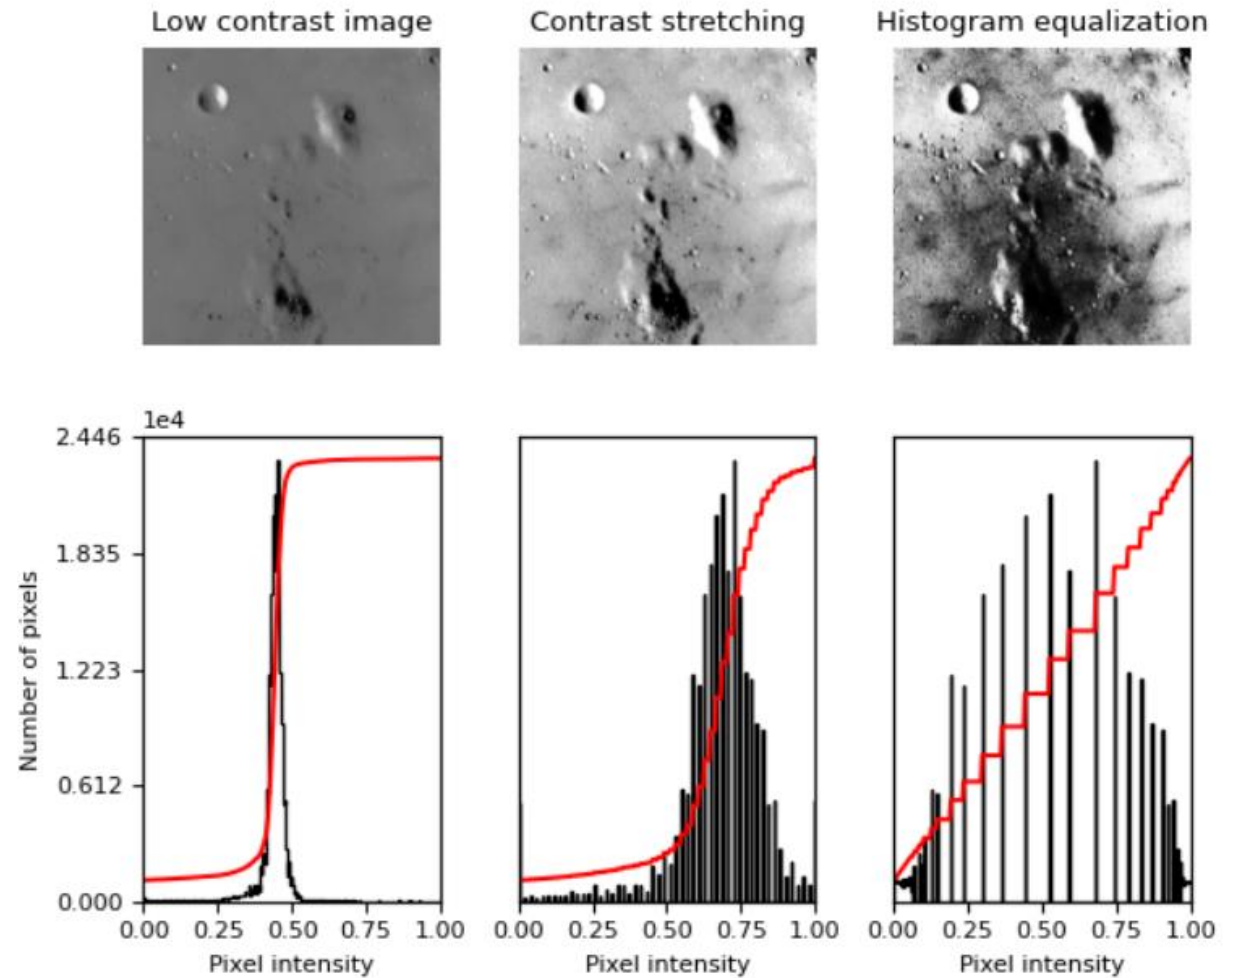 Low contrast image
Contrast stretching
Histogram equalization
1e4
2.446
1.835
1.223
0.612
0.000
Number of pixels
0.00 0.25 0.50 0.75 1.00
Pixel intensity
0.00 0.25 0.50 0.75 1.00
Pixel intensity
0.00 0.25 0.50 0.75 1.00
Pixel intensity